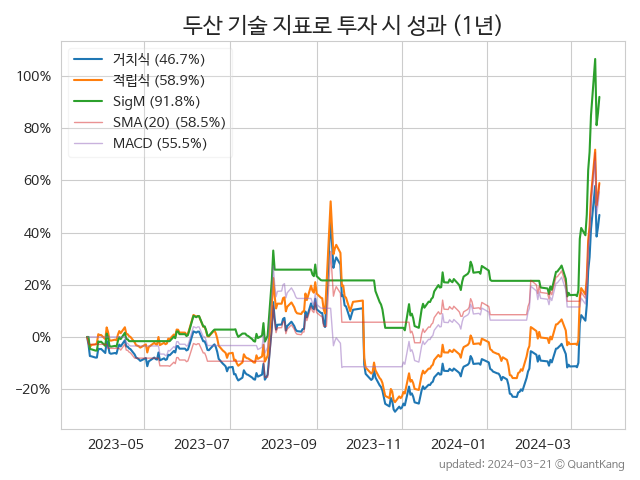 두산 기술 지표로 투자 시 성과 (1년)
거치식 (46.7%)
적립식 (58.9%)
SigM (91.8%)
SMA(20) (58.5%)
MACD (55.5%)
100%
80%
60%
40%
20%
0%
−20%
2023-05 2023-07 2023-09 2023-11 2024-01 2024-03
updated: 2024-03-21 © QuantKang